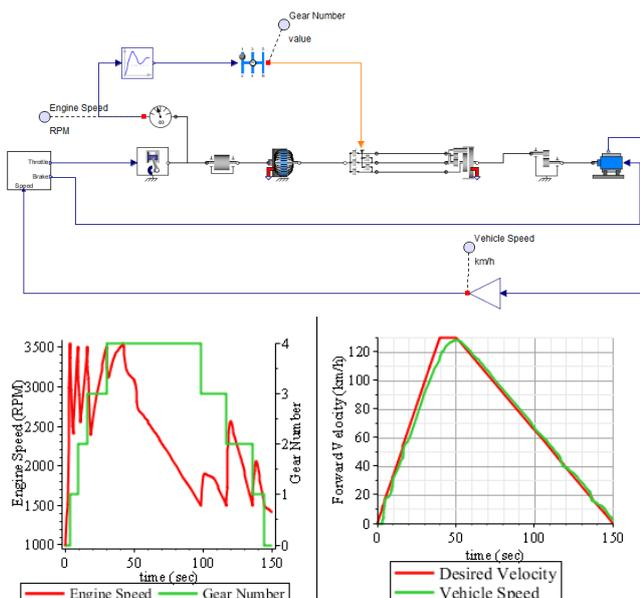 Gear Number
value
Engine Speed
RPM
60
Throttle
Brake
Speed
Vehicle Speed
km/h
3500
3000
2500
2000
1500
1000
0
50
100
150
4
3
2
1
0
Engine Speed (RPM)
Gear Number
time (sec)
Engine Speed
Gear Number
120
100
80
60
40
20
0
0
50
100
150
Forward Velocity (km/h)
time (sec)
Desired Velocity
Vehicle Speed